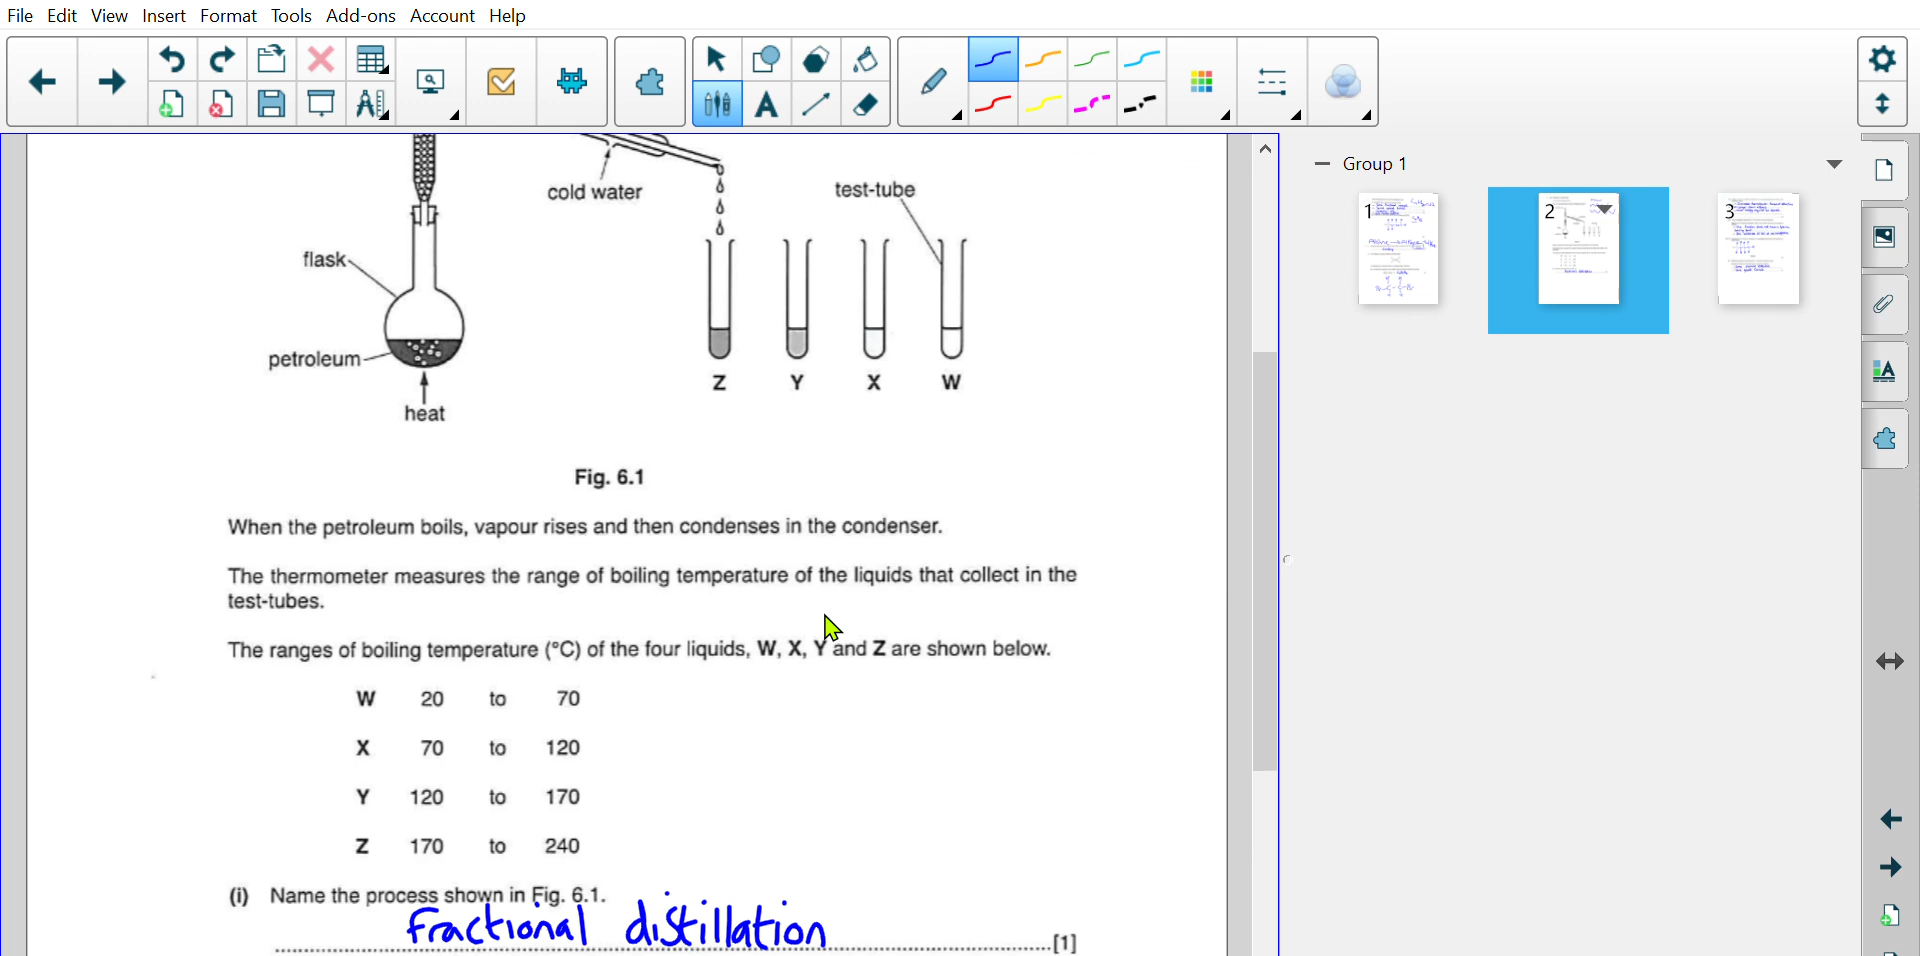 File Edit View Insert Format Tools Add-ons Account Help
Group 1
1
2
3
cold water
test-tube
flask
petroleum
heat
Z Y X W
Fig. 6.1
When the petroleum boils, vapour rises and then condenses in the condenser.
The thermometer measures the range of boiling temperature of the liquids that collect in the
test-tubes.
The ranges of boiling temperature (°C) of the four liquids, W, X, Y and Z are shown below.
W 20 to 70
X 70 to 120
Y 120 to 170
Z 170 to 240
(i) Name the process shown in Fig. 6.1.
Fractional distillation
[1]